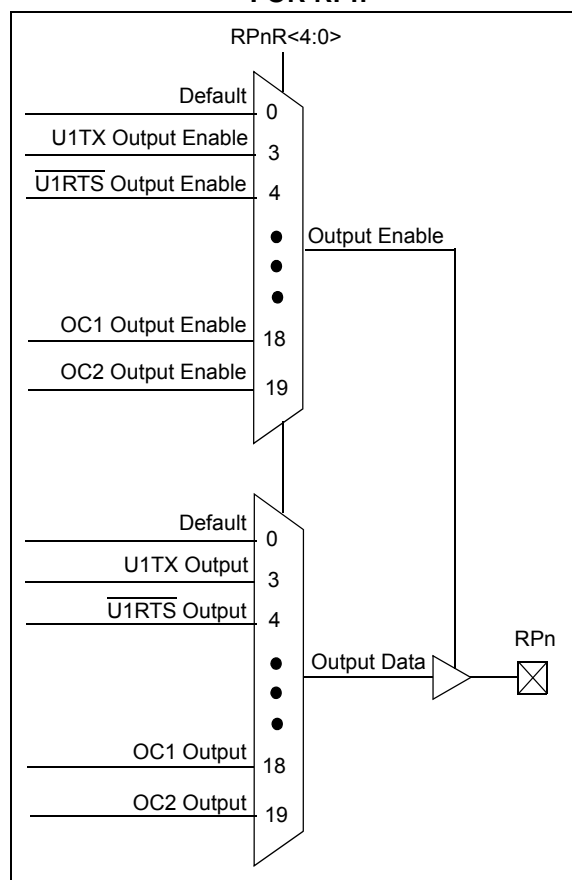 RPnR<4:0>
Default
0
U1TX Output Enable
3
U1RTS Output Enable
4
Output Enable
OC1 Output Enable
18
OC2 Output Enable
19
Default
0
U1TX Output
3
U1RTS Output
4
RPn
Output Data
OC1 Output
18
OC2 Output
19